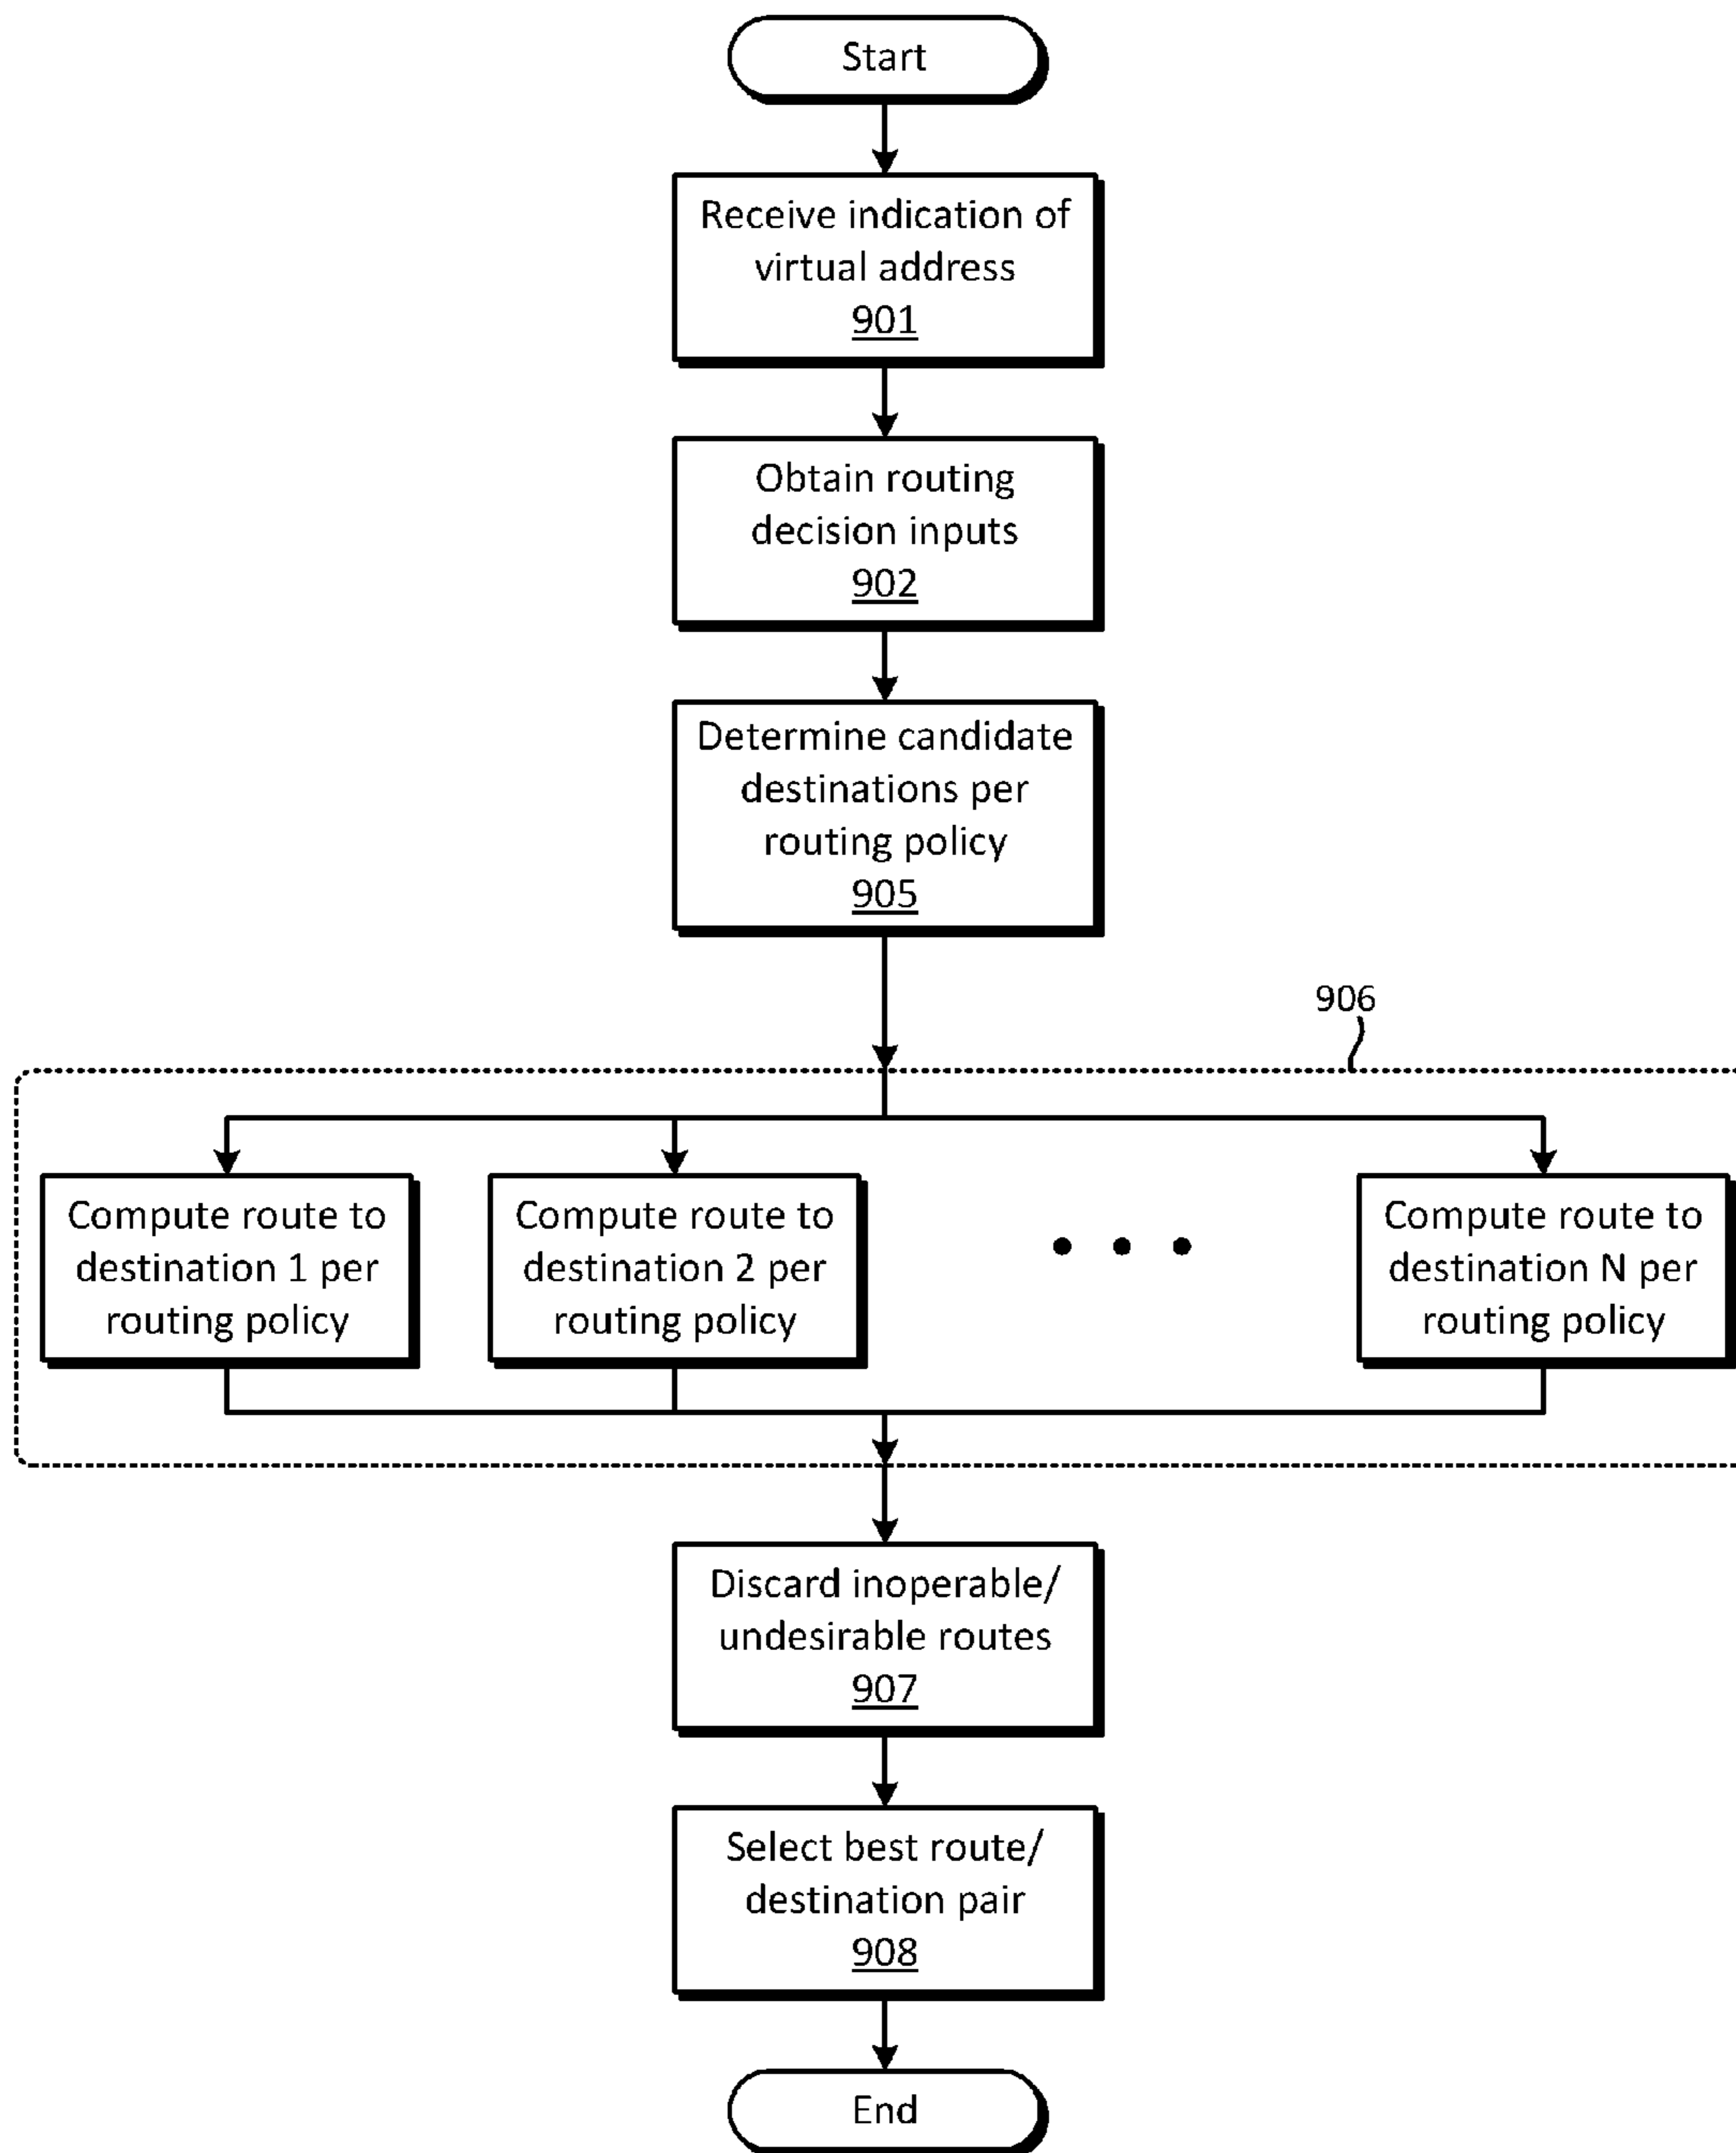 Start
Receive indication of
virtual address
901
Obtain routing
decision inputs
902
Determine candidate
destinations per
routing policy
905
906
Compute route to
destination 1 per
routing policy
Compute route to
destination 2 per
routing policy
Compute route to
destination N per
routing policy
Discard inoperable/
undesirable routes
907
Select best route/
destination pair
908
End